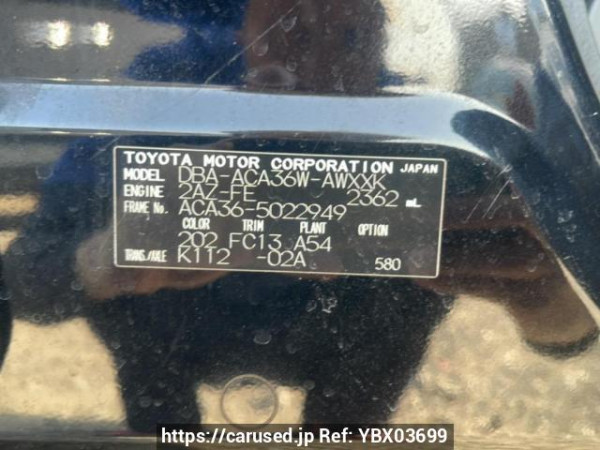 TOYOTA MOTOR CORPORATION JAPAN
MODEL DBA-ACA36W-AWXXK
ENGINE 2AZ-FE 2362 mL
FRAME No. ACA36-5022949
COLOR TRIM PLANT OPTION
202 FC13 A54
TRANS./AXLE K112 -02A 580
https://carused.jp Ref: YBX03699